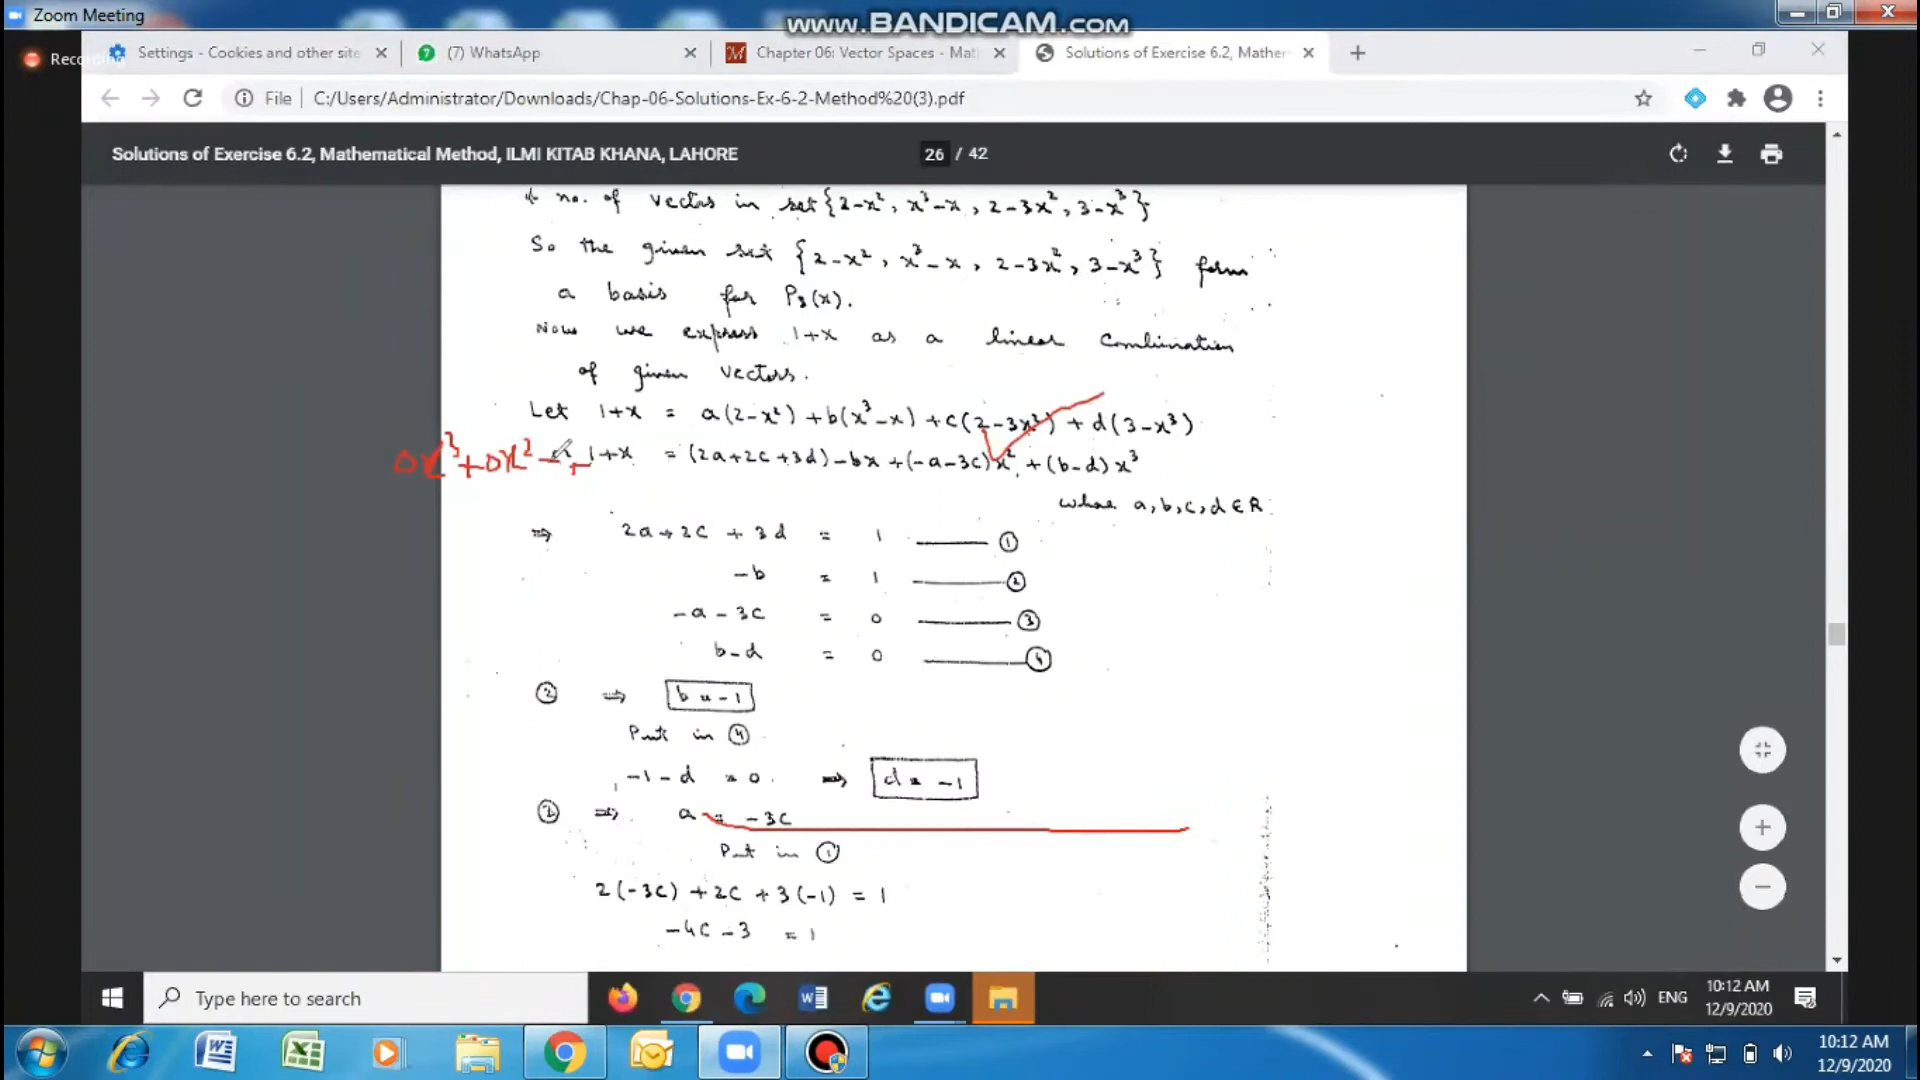 Zoom Meeting
www.BANDICAM.com
Recording
Settings - Cookies and other site
(7) WhatsApp
Chapter 06: Vector Spaces - Mat
Solutions of Exercise 6.2, Mathem
File C:/Users/Administrator/Downloads/Chap-06-Solutions-Ex-6-2-Method%20(3).pdf
Solutions of Exercise 6.2, Mathematical Method, ILMI KITAB KHANA, LAHORE
26 / 42
no. of vectors in set {2-x², x³-x, 2-3x², 3-x³}
So the given set {2-x², x³-x, 2-3x², 3-x³} form
a basis for P₃(x).
Now we express 1+x as a linear combination
of given vectors.
Let 1+x = a(2-x²) + b(x³-x) + c(2-3x²) + d(3-x³)
0x³+0x²+ 1+x = (2a+2c+3d) - bx + (-a-3c)x² + (b-d)x³
where a,b,c,d ∈ R
⇒ 2a+2c+3d = 1 ——— ①
-b = 1 ——— ②
-a-3c = 0 ——— ③
b-d = 0 ——— ④
② ⇒ b = -1
Put in ④
-1-d = 0 ⇒ d = -1
② ⇒ a = -3c
Put in ①
2(-3c) + 2c + 3(-1) = 1
-4c - 3 = 1
Type here to search
ENG
10:12 AM
12/9/2020
10:12 AM
12/9/2020